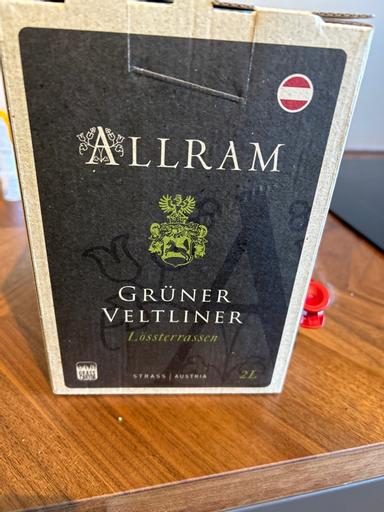 ALLRAM
GRÜNER
VELTLINER
Lössterrassen
STRASS | AUSTRIA
2L